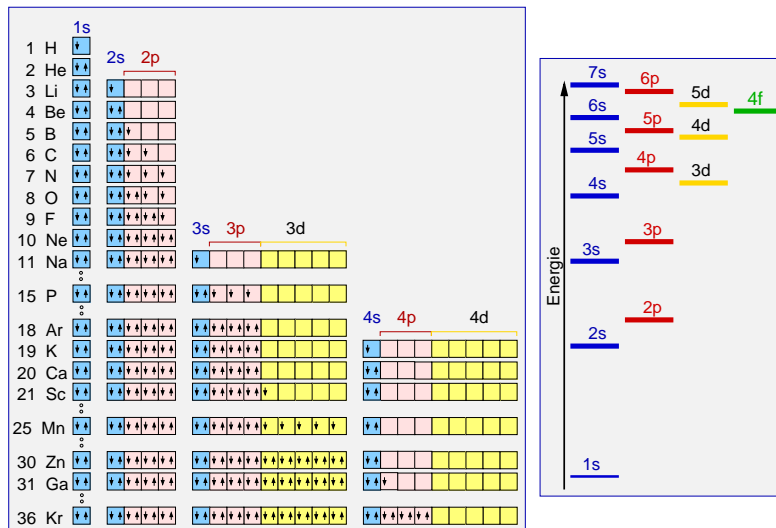 1s
1 H
2s 2p
2 He
3 Li
4 Be
5 B
6 C
7 N
8 O
9 F
3s 3p 3d
10 Ne
11 Na
15 P
4s 4p 4d
18 Ar
19 K
20 Ca
21 Sc
25 Mn
30 Zn
31 Ga
36 Kr
7s 6p
5d
4f
6s 5p
4d
5s 4p
3d
4s
3p
3s
Energie
2p
2s
1s